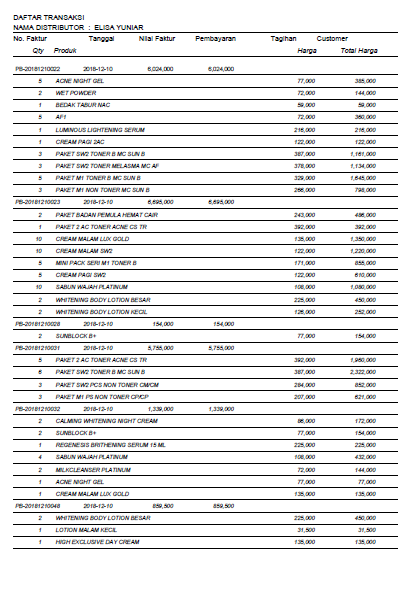 DAFTAR TRANSAKSI
NAMA DISTRIBUTOR : ELISA YUNIAR
No. Faktur Tanggal Nilai Faktur Pembayaran Tagihan Customer
Qty Produk Harga Total Harga
PB-20181210022 2018-12-10 6,024,000 6,024,000
5 ACNE NIGHT GEL 77,000 385,000
2 WET POWDER 72,000 144,000
1 BEDAK TABUR NAC 59,000 59,000
5 AF1 72,000 360,000
1 LUMINOUS LIGHTENING SERUM 216,000 216,000
1 CREAM PAGI 2AC 122,000 122,000
3 PAKET SW2 TONER B MC SUN B 387,000 1,161,000
3 PAKET SW2 TONER MELASMA MC AF 378,000 1,134,000
5 PAKET M1 TONER B MC SUN B 329,000 1,645,000
3 PAKET M1 NON TONER MC SUN B 266,000 798,000
PB-20181210023 2018-12-10 6,695,000 6,695,000
2 PAKET BADAN PEMULA HEMAT CAIR 243,000 486,000
1 PAKET 2 AC TONER ACNE CS TR 392,000 392,000
10 CREAM MALAM LUX GOLD 135,000 1,350,000
10 CREAM MALAM SW2 122,000 1,220,000
5 MINI PACK SERI M1 TONER B 171,000 855,000
5 CREAM PAGI SW2 122,000 610,000
10 SABUN WAJAH PLATINUM 108,000 1,080,000
2 WHITENING BODY LOTION BESAR 225,000 450,000
2 WHITENING BODY LOTION KECIL 126,000 252,000
PB-20181210028 2018-12-10 154,000 154,000
2 SUNBLOCK B+ 77,000 154,000
PB-20181210031 2018-12-10 5,755,000 5,755,000
5 PAKET 2 AC TONER ACNE CS TR 392,000 1,960,000
6 PAKET SW2 TONER B MC SUN B 387,000 2,322,000
3 PAKET SW2 PCS NON TONER CM/CM 284,000 852,000
3 PAKET M1 PS NON TONER CP/CP 207,000 621,000
PB-20181210032 2018-12-10 1,339,000 1,339,000
2 CALMING WHITENING NIGHT CREAM 86,000 172,000
2 SUNBLOCK B+ 77,000 154,000
1 REGENESIS BRITHENING SERUM 15 ML 225,000 225,000
4 SABUN WAJAH PLATINUM 108,000 432,000
2 MILKCLEANSER PLATINUM 72,000 144,000
1 ACNE NIGHT GEL 77,000 77,000
1 CREAM MALAM LUX GOLD 135,000 135,000
PB-20181210048 2018-12-10 859,500 859,500
2 WHITENING BODY LOTION BESAR 225,000 450,000
1 LOTION MALAM KECIL 31,500 31,500
1 HIGH EXCLUSIVE DAY CREAM 135,000 135,000